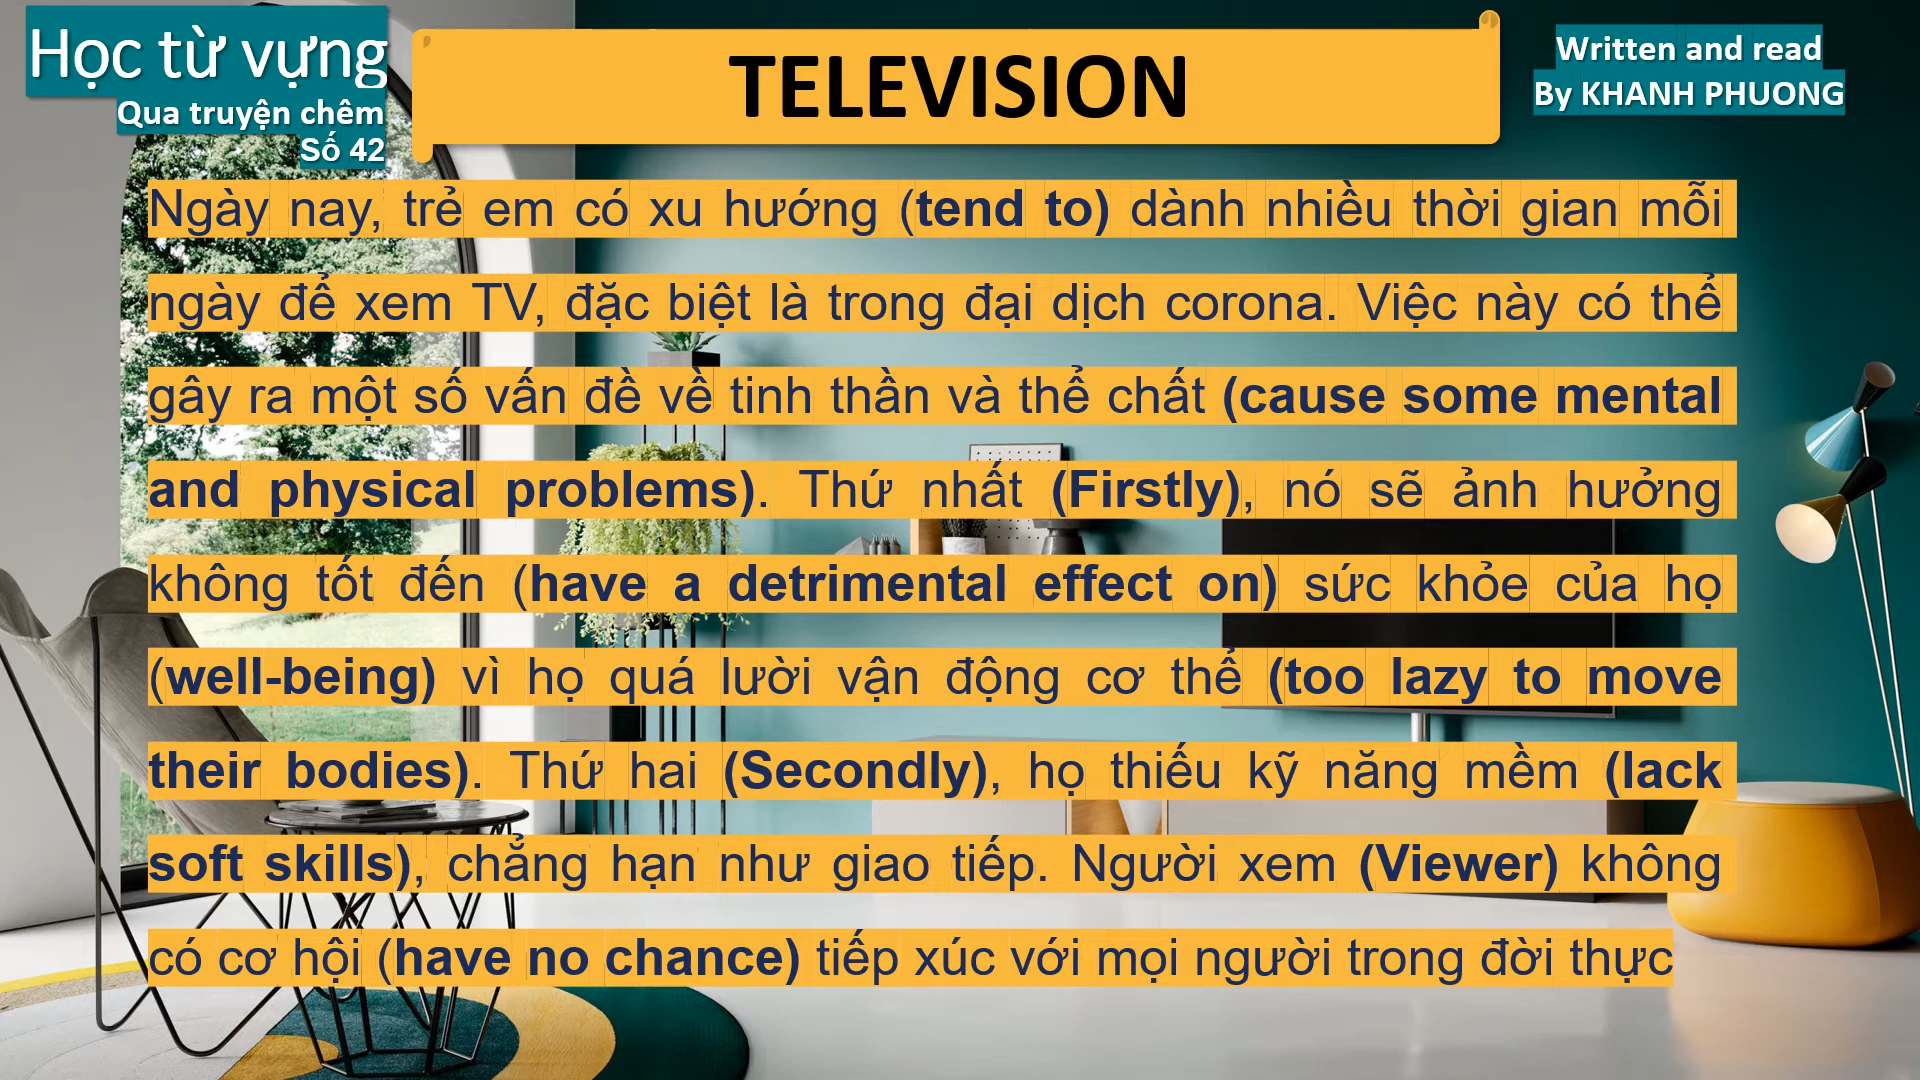 Học từ vựng
Qua truyện chêm
Số 42
TELEVISION
Written and read
By KHANH PHUONG
Ngày nay, trẻ em có xu hướng (tend to) dành nhiều thời gian mỗi
ngày để xem TV, đặc biệt là trong đại dịch corona. Việc này có thể
gây ra một số vấn đề về tinh thần và thể chất (cause some mental
and physical problems). Thứ nhất (Firstly), nó sẽ ảnh hưởng
không tốt đến (have a detrimental effect on) sức khỏe của họ
(well-being) vì họ quá lười vận động cơ thể (too lazy to move
their bodies). Thứ hai (Secondly), họ thiếu kỹ năng mềm (lack
soft skills), chẳng hạn như giao tiếp. Người xem (Viewer) không
có cơ hội (have no chance) tiếp xúc với mọi người trong đời thực